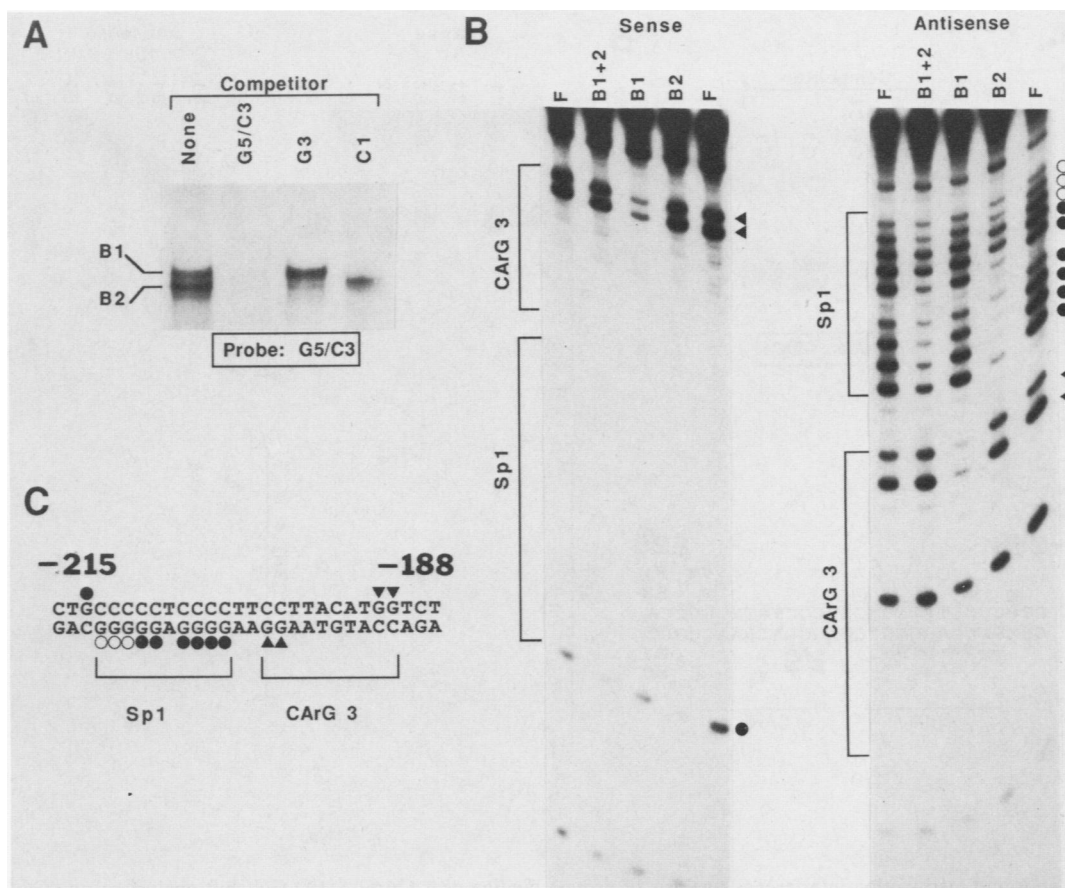 A
Competitor
None
G5/C3
G3
C1
B1
B2
Probe: G5/C3
B
Sense
F
B1+2
B1
B2
F
CArG 3
Sp1
Antisense
F
B1+2
B1
B2
F
Sp1
CArG 3
C
-215
-188
CTGCCCCCTCCCCTTCCTTACATGGTCT
GACGGGGGAGGGGAAGGAATGTACCAGA
Sp1
CArG 3